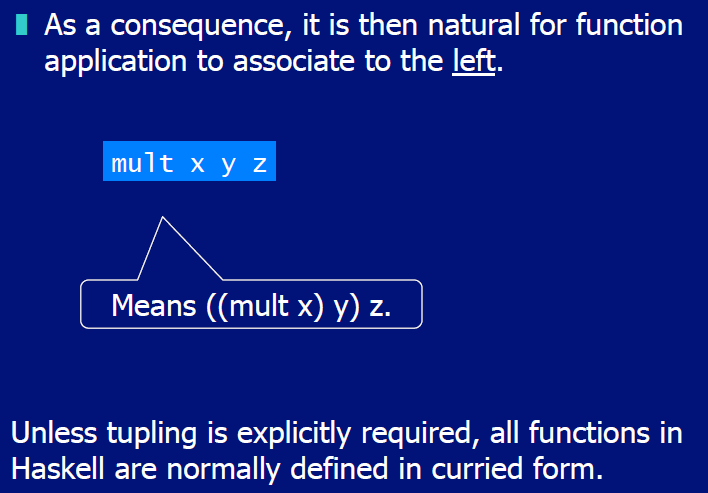 As a consequence, it is then natural for function
application to associate to the left.
mult x y z
Means ((mult x) y) z.
Unless tupling is explicitly required, all functions in
Haskell are normally defined in curried form.